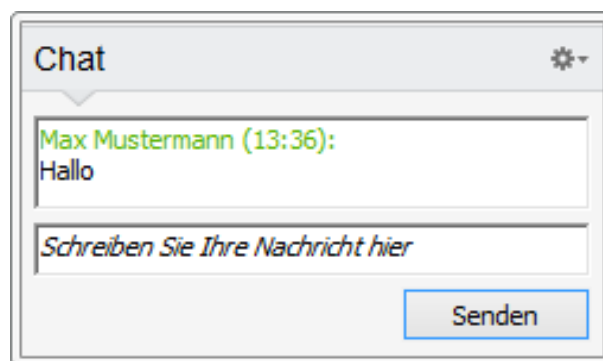 Chat
Max Mustermann (13:36):
Hallo
Schreiben Sie Ihre Nachricht hier
Senden